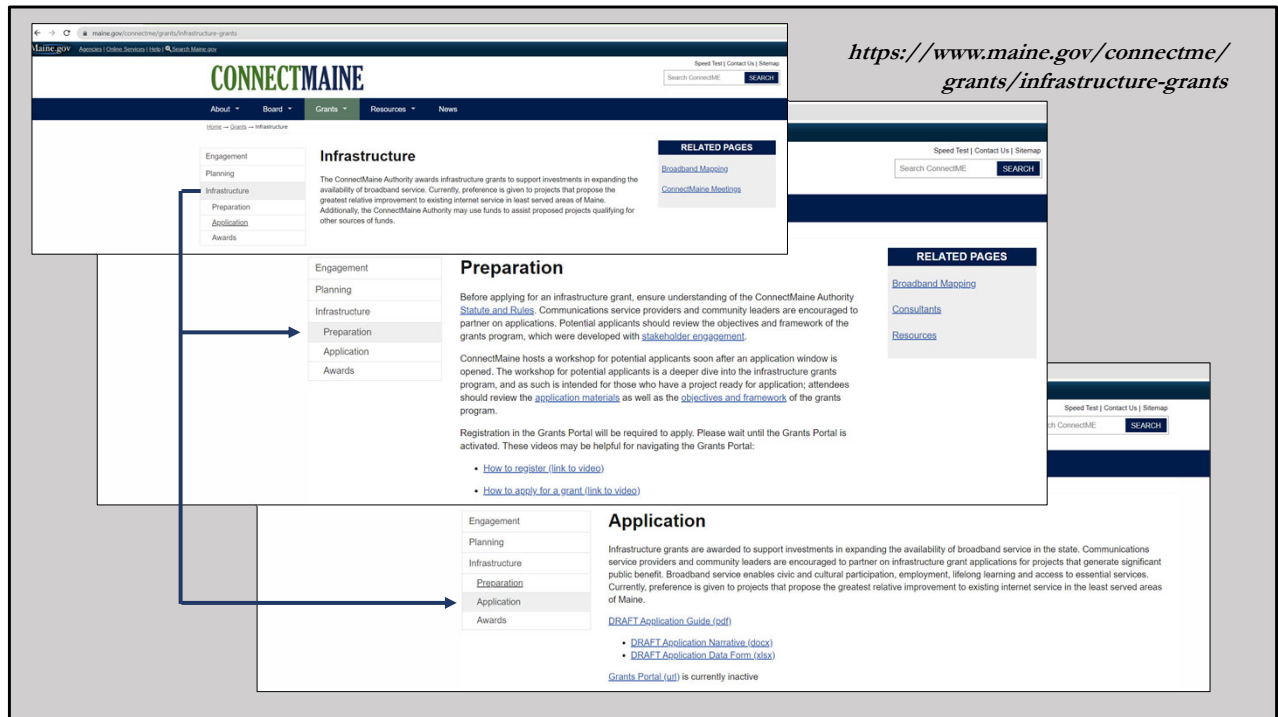 maine.gov/connectme/grants/infrastructure-grants
Maine.gov Agencies | Online Services | Help | Search Maine.gov
https://www.maine.gov/connectme/
grants/infrastructure-grants
CONNECTMAINE
Speed Test | Contact Us | Sitemap
Search ConnectME SEARCH
About Board Grants Resources News
Home → Grants → Infrastructure
Engagement
Planning
Infrastructure
Preparation
Application
Awards
Infrastructure
The ConnectMaine Authority awards infrastructure grants to support investments in expanding the
availability of broadband service. Currently, preference is given to projects that propose the
greatest relative improvement to existing internet service in least served areas of Maine.
Additionally, the ConnectMaine Authority may use funds to assist proposed projects qualifying for
other sources of funds.
RELATED PAGES
Broadband Mapping
ConnectMaine Meetings
Speed Test | Contact Us | Sitemap
Search ConnectME SEARCH
Engagement
Planning
Infrastructure
Preparation
Application
Awards
Preparation
Before applying for an infrastructure grant, ensure understanding of the ConnectMaine Authority
Statute and Rules. Communications service providers and community leaders are encouraged to
partner on applications. Potential applicants should review the objectives and framework of the
grants program, which were developed with stakeholder engagement.
ConnectMaine hosts a workshop for potential applicants soon after an application window is
opened. The workshop for potential applicants is a deeper dive into the infrastructure grants
program, and as such is intended for those who have a project ready for application; attendees
should review the application materials as well as the objectives and framework of the grants
program.
Registration in the Grants Portal will be required to apply. Please wait until the Grants Portal is
activated. These videos may be helpful for navigating the Grants Portal:
• How to register (link to video)
• How to apply for a grant (link to video)
RELATED PAGES
Broadband Mapping
Consultants
Resources
Speed Test | Contact Us | Sitemap
ch ConnectME SEARCH
Engagement
Planning
Infrastructure
Preparation
Application
Awards
Application
Infrastructure grants are awarded to support investments in expanding the availability of broadband service in the state. Communications
service providers and community leaders are encouraged to partner on infrastructure grant applications for projects that generate significant
public benefit. Broadband service enables civic and cultural participation, employment, lifelong learning and access to essential services.
Currently, preference is given to projects that propose the greatest relative improvement to existing internet service in the least served areas
of Maine.
DRAFT Application Guide (pdf)
• DRAFT Application Narrative (docx)
• DRAFT Application Data Form (xlsx)
Grants Portal (url) is currently inactive